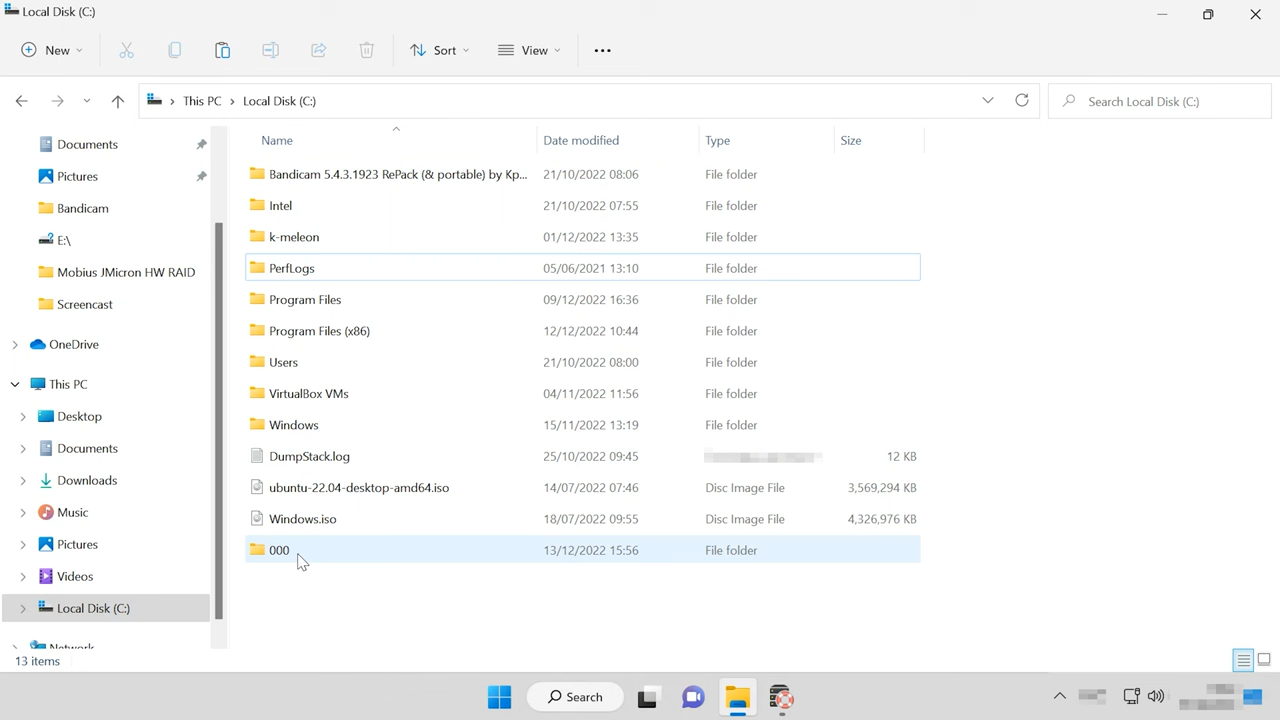 Local Disk (C:)
New Sort View
This PC Local Disk (C:) Search Local Disk (C:)
Name Date modified Type Size
Documents
Pictures
Bandicam
E:\
Mobius JMicron HW RAID
Screencast
OneDrive
This PC
Desktop
Documents
Downloads
Music
Pictures
Videos
Local Disk (C:)
Network
Bandicam 5.4.3.1923 RePack (& portable) by Kp... 21/10/2022 08:06 File folder
Intel 21/10/2022 07:55 File folder
k-meleon 01/12/2022 13:35 File folder
PerfLogs 05/06/2021 13:10 File folder
Program Files 09/12/2022 16:36 File folder
Program Files (x86) 12/12/2022 10:44 File folder
Users 21/10/2022 08:00 File folder
VirtualBox VMs 04/11/2022 11:56 File folder
Windows 15/11/2022 13:19 File folder
DumpStack.log 25/10/2022 09:45 12 KB
ubuntu-22.04-desktop-amd64.iso 14/07/2022 07:46 Disc Image File 3,569,294 KB
Windows.iso 18/07/2022 09:55 Disc Image File 4,326,976 KB
000 13/12/2022 15:56 File folder
13 items
Search